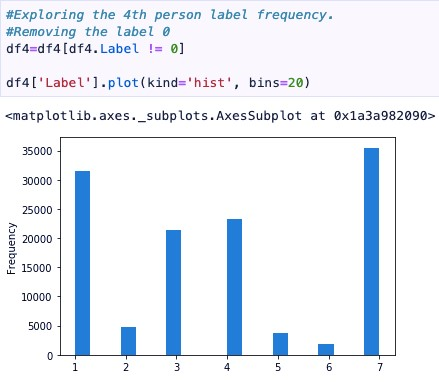 #Exploring the 4th person label frequency.
#Removing the label 0
df4=df4[df4.Label != 0]
df4['Label'].plot(kind='hist', bins=20)
<matplotlib.axes._subplots.AxesSubplot at 0x1a3a982090>
35000
30000
25000
20000
15000
10000
5000
0
Frequency
1 2 3 4 5 6 7